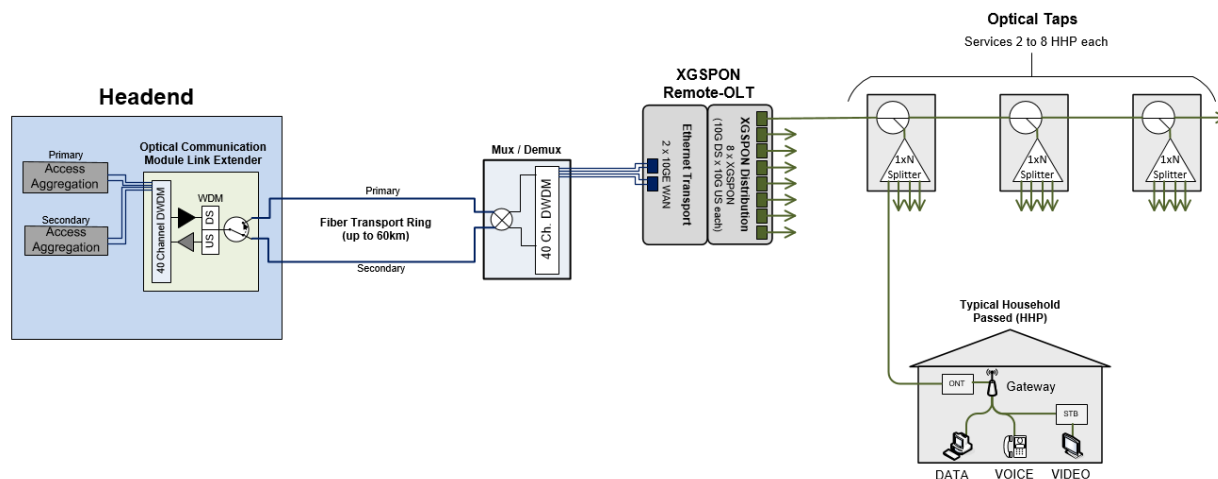 Headend
Primary
Access
Aggregation
Secondary
Access
Aggregation
Optical Communication
Module Link Extender
40 Channel DWDM
WDM
DS
US
Primary
Fiber Transport Ring
(up to 60km)
Secondary
Mux / Demux
40 Ch. DWDM
XGSPON
Remote-OLT
Ethernet Transport
2 x 10GE WAN
XGSPON Distribution
8 x XGSPON
(10G DS x 10G US each)
Optical Taps
Services 2 to 8 HHP each
1xN
Splitter
1xN
Splitter
1xN
Splitter
Typical Household
Passed (HHP)
ONT
Gateway
STB
DATA
VOICE
VIDEO